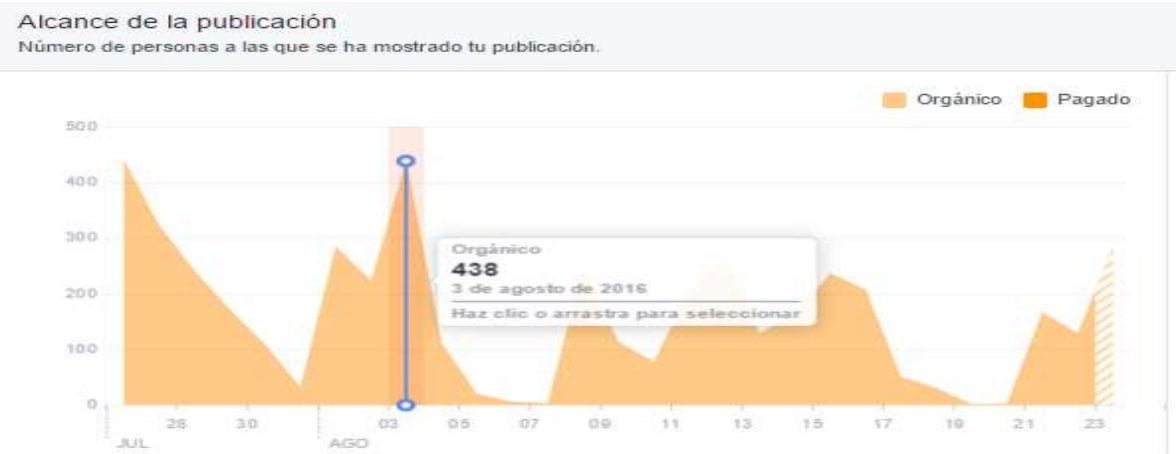 Alcance de la publicación
Número de personas a las que se ha mostrado tu publicación.
Orgánico Pagado
500
400
300
200
100
0
Orgánico
438
3 de agosto de 2016
Haz clic o arrastra para seleccionar
28 30 03 05 07 09 11 13 15 17 19 21 23
JUL AGO